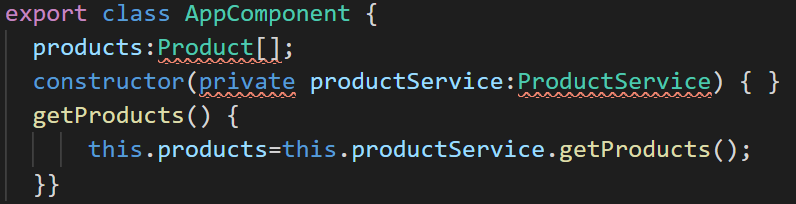 export class AppComponent {
products:Product[];
constructor(private productService:ProductService) { }
getProducts() {
this.products=this.productService.getProducts();
}}